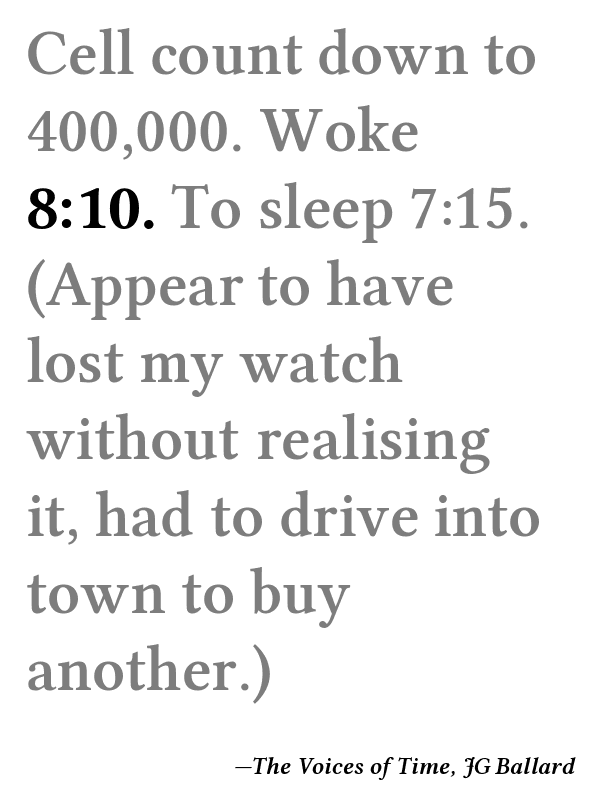 Cell count down to
400,000. Woke
8:10. To sleep 7:15.
(Appear to have
lost my watch
without realising
it, had to drive into
town to buy
another.)
—The Voices of Time, JG Ballard